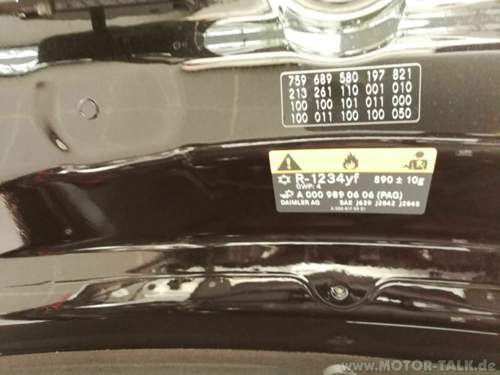 759 689 580 197 821
213 261 110 001 010
100 100 101 011 000
100 011 100 100 050
R-1234yf 590 ± 10g
GWP: 4
A 000 989 06 06 (PAG)
DAIMLER AG SAE J639 J2842 J2845
www.MOTOR-TALK.de